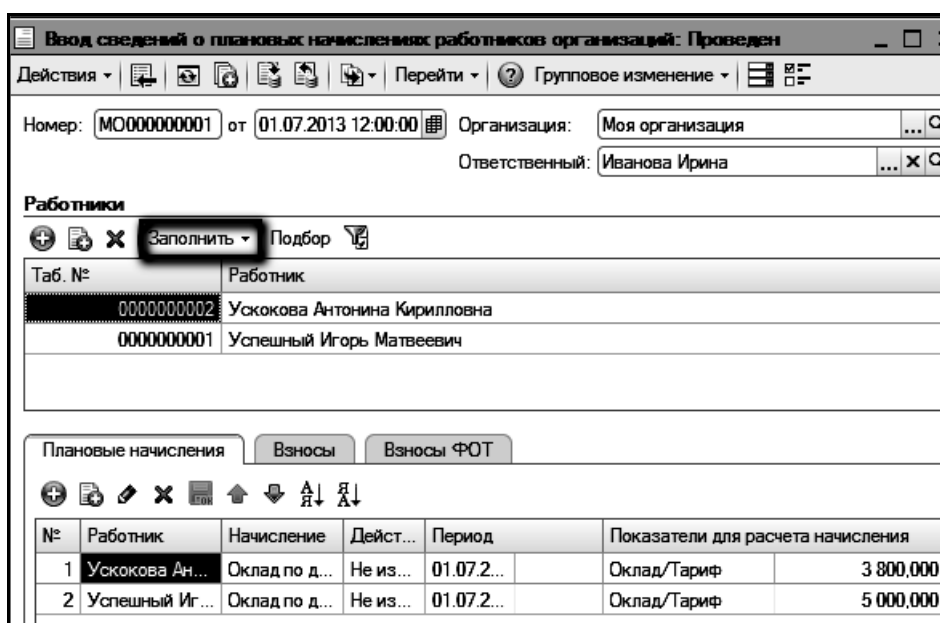 Ввод сведений о плановых начислениях работников организаций: Проведен
Действия Перейти Групповое изменение
Номер: МО000000001 от 01.07.2013 12:00:00 Организация: Моя организация ...
Ответственный: Иванова Ирина ...
Работники
Заполнить Подбор
Таб. № Работник
0000000002 Ускокова Антонина Кирилловна
0000000001 Успешный Игорь Матвеевич
Плановые начисления Взносы Взносы ФОТ
№ Работник Начисление Дейст... Период Показатели для расчета начисления
1 Ускокова Ан... Оклад по д... Не из... 01.07.2... Оклад/Тариф 3 800,000
2 Успешный Иг... Оклад по д... Не из... 01.07.2... Оклад/Тариф 5 000,000